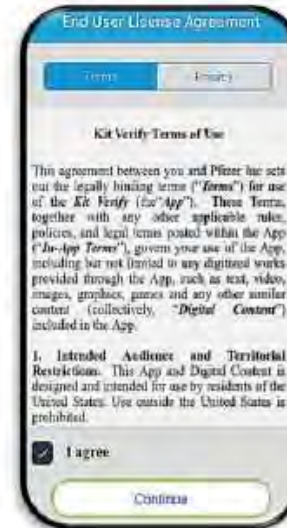 End User License Agreement
Terms Privacy
Kit Verify Terms of Use
This agreement between you and Pfizer Inc sets
out the legally binding terms ("Terms") for use
of the Kit Verify (the"App"). These Terms,
together with any other applicable rules,
policies, and legal terms posted within the App
("In-App Terms"), govern your use of the App,
including but not limited to any digitized works
provided through the App, such as text, video,
images, graphics, games and any other similar
content (collectively, "Digital Content")
included in the App.
1. Intended Audience and Territorial
Restrictions. This App and Digital Content is
designed and intended for use by residents of the
United States. Use outside the United States is
prohibited.
I agree
Continue